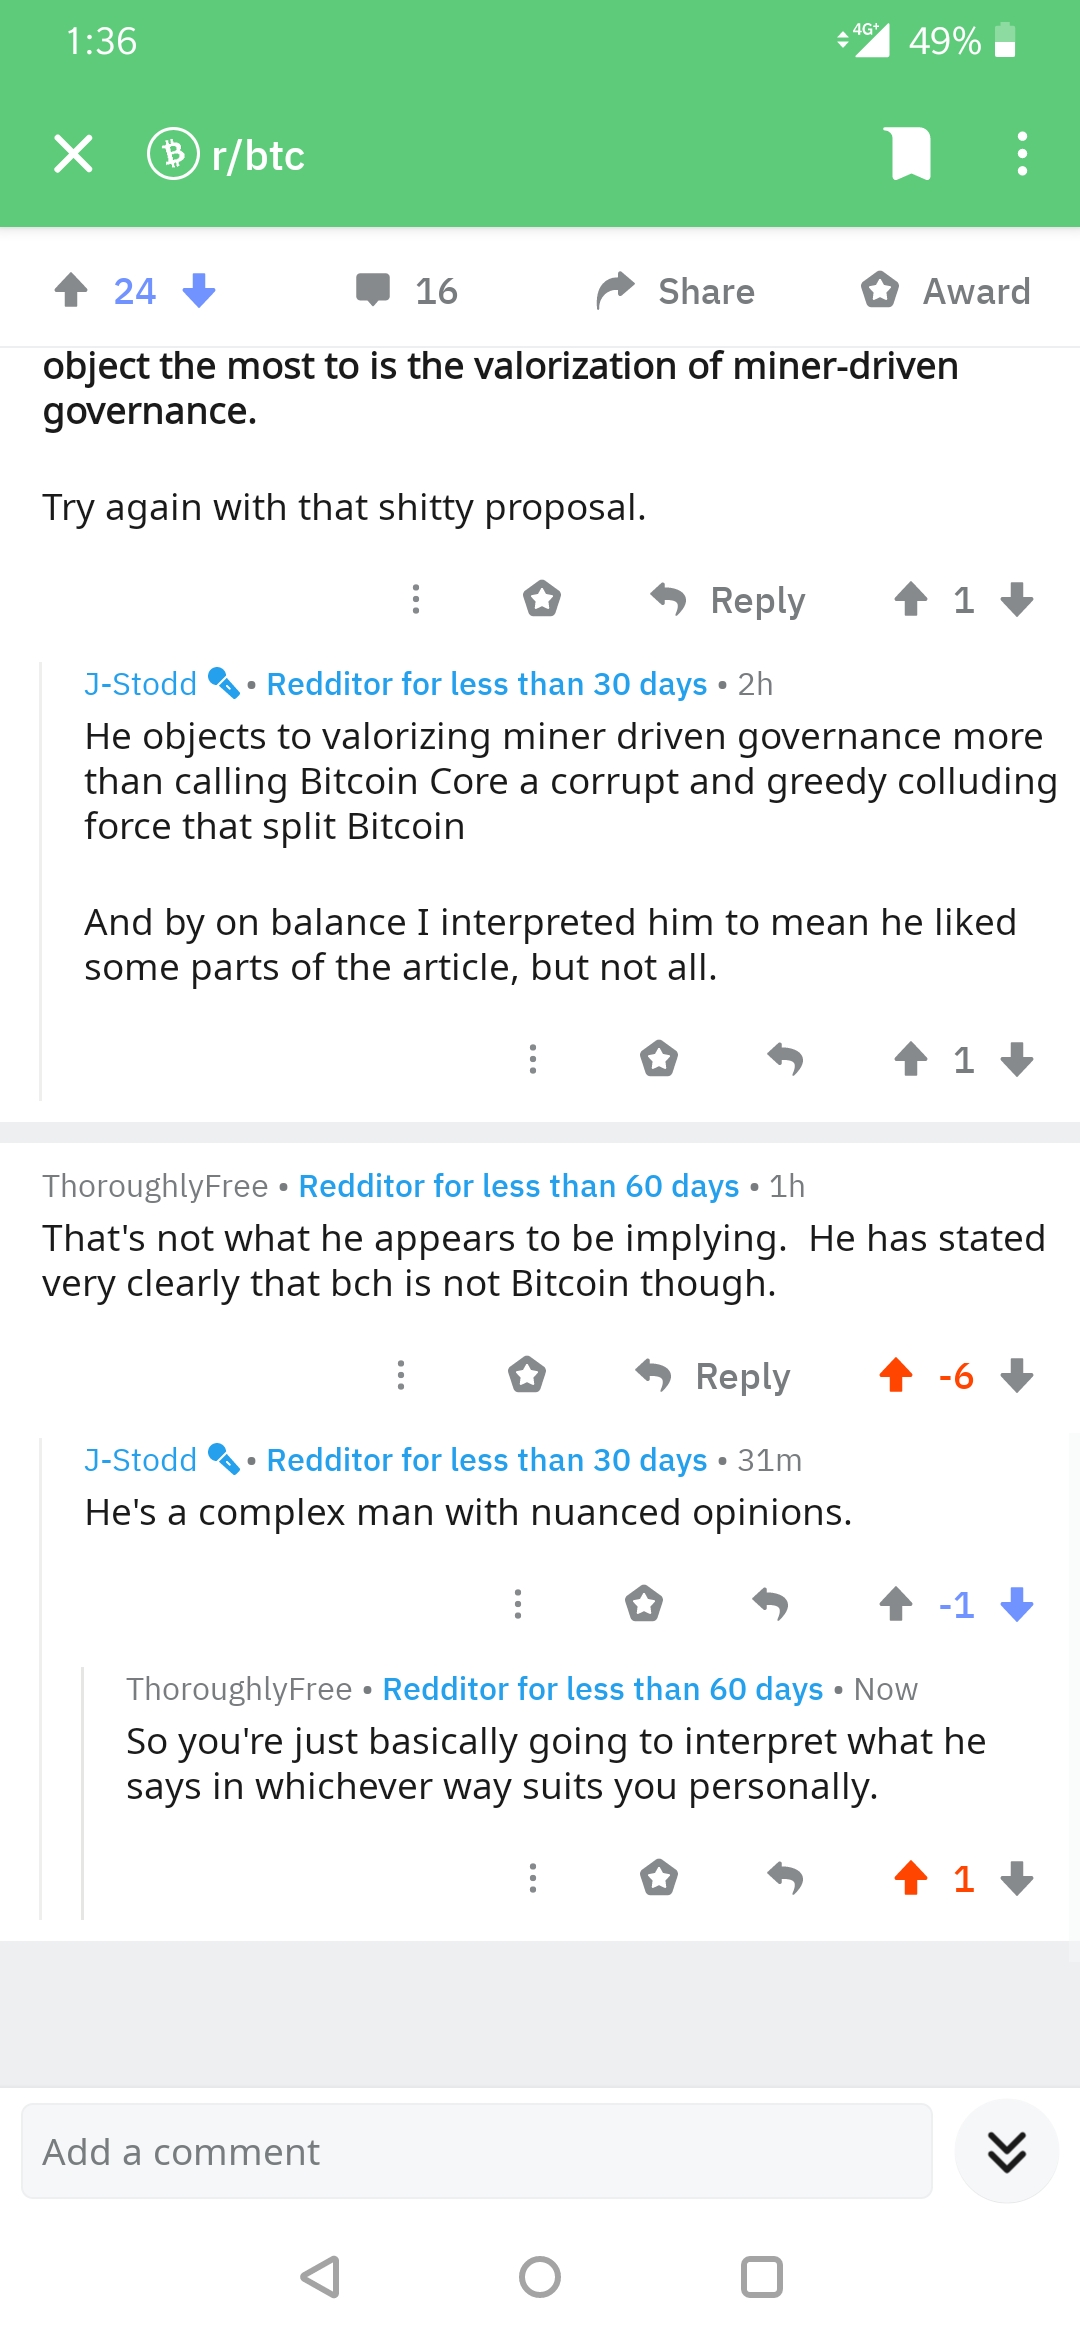 1:36
4G+
49%
r/btc
24
16
Share
Award
object the most to is the valorization of miner-driven
governance.
Try again with that shitty proposal.
Reply
1
J-Stodd • Redditor for less than 30 days • 2h
He objects to valorizing miner driven governance more
than calling Bitcoin Core a corrupt and greedy colluding
force that split Bitcoin
And by on balance I interpreted him to mean he liked
some parts of the article, but not all.
1
ThoroughlyFree • Redditor for less than 60 days • 1h
That's not what he appears to be implying.  He has stated
very clearly that bch is not Bitcoin though.
Reply
-6
J-Stodd • Redditor for less than 30 days • 31m
He's a complex man with nuanced opinions.
-1
ThoroughlyFree • Redditor for less than 60 days • Now
So you're just basically going to interpret what he
says in whichever way suits you personally.
1
Add a comment